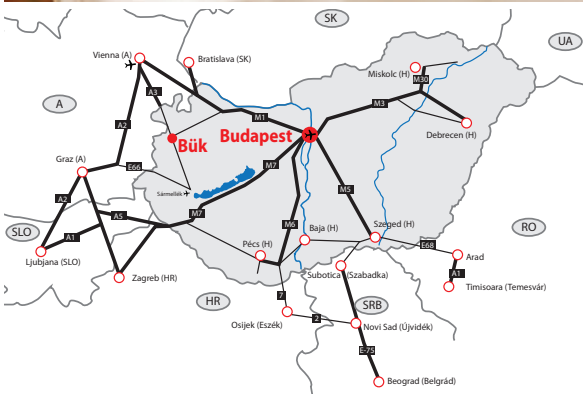 SK
UA
Vienna (A)
Bratislava (SK)
Miskolc (H)
M30
A3
A
M1
M3
A2
Bük
Budapest
Debrecen (H)
Graz (A)
E66
M7
Sármellék
M5
A2
A5
M7
M6
SLO
A1
Baja (H)
Szeged (H)
RO
Pécs (H)
E68
Ljubjana (SLO)
Arad
Zagreb (HR)
Subotica (Szabadka)
A1
Timisoara (Temesvár)
HR
7
SRB
Osijek (Eszék)
2
Novi Sad (Újvidék)
E-75
Beograd (Belgrád)